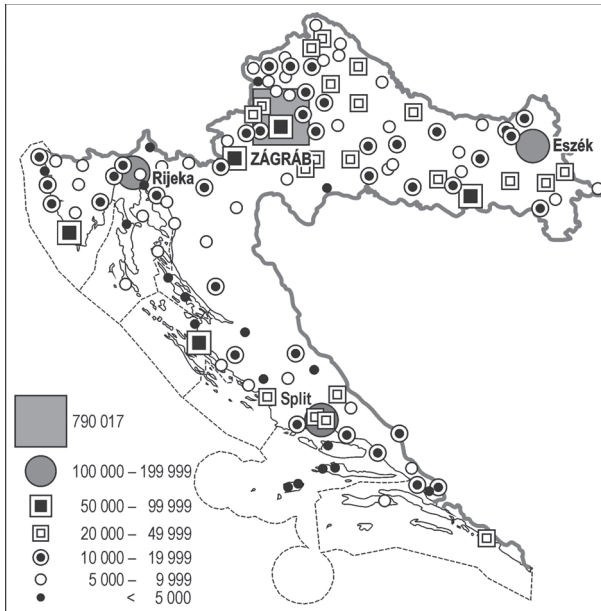 ZÁGRÁB
Eszék
Rijeka
Split
790 017
100 000 – 199 999
50 000 – 99 999
20 000 – 49 999
10 000 – 19 999
5 000 – 9 999
< 5 000